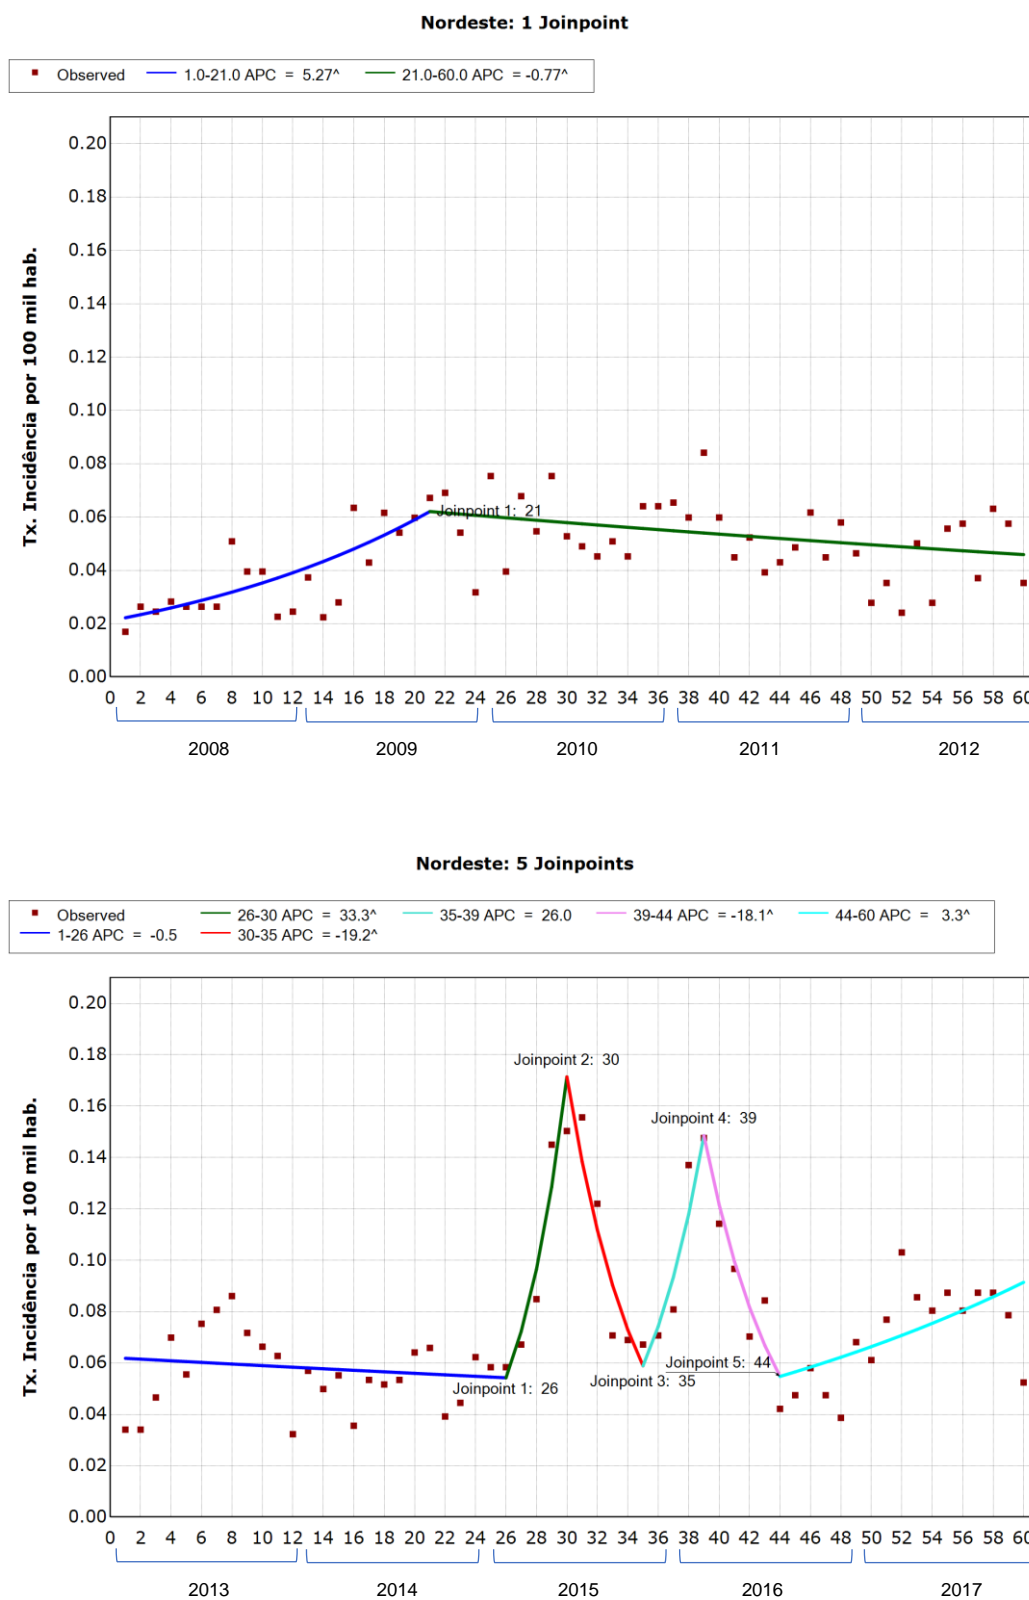 Nordeste: 1 Joinpoint
Observed 1.0-21.0 APC = 5.27^ 21.0-60.0 APC = -0.77^
Tx. Incidência por 100 mil hab.
0.20
0.18
0.16
0.14
0.12
0.10
0.08
0.06
Joinpoint 1: 21
0.04
0.02
0.00
0 2 4 6 8 10 12 14 16 18 20 22 24 26 28 30 32 34 36 38 40 42 44 46 48 50 52 54 56 58 60
2008 2009 2010 2011 2012
Nordeste: 5 Joinpoints
Observed 26-30 APC = 33.3^ 35-39 APC = 26.0 39-44 APC = -18.1^ 44-60 APC = 3.3^
1-26 APC = -0.5 30-35 APC = -19.2^
Tx. Incidência por 100 mil hab.
0.20
0.18
Joinpoint 2: 30
0.16
Joinpoint 4: 39
0.14
0.12
0.10
0.08
0.06
Joinpoint 5: 44
Joinpoint 3: 35
Joinpoint 1: 26
0.04
0.02
0.00
0 2 4 6 8 10 12 14 16 18 20 22 24 26 28 30 32 34 36 38 40 42 44 46 48 50 52 54 56 58 60
2013 2014 2015 2016 2017